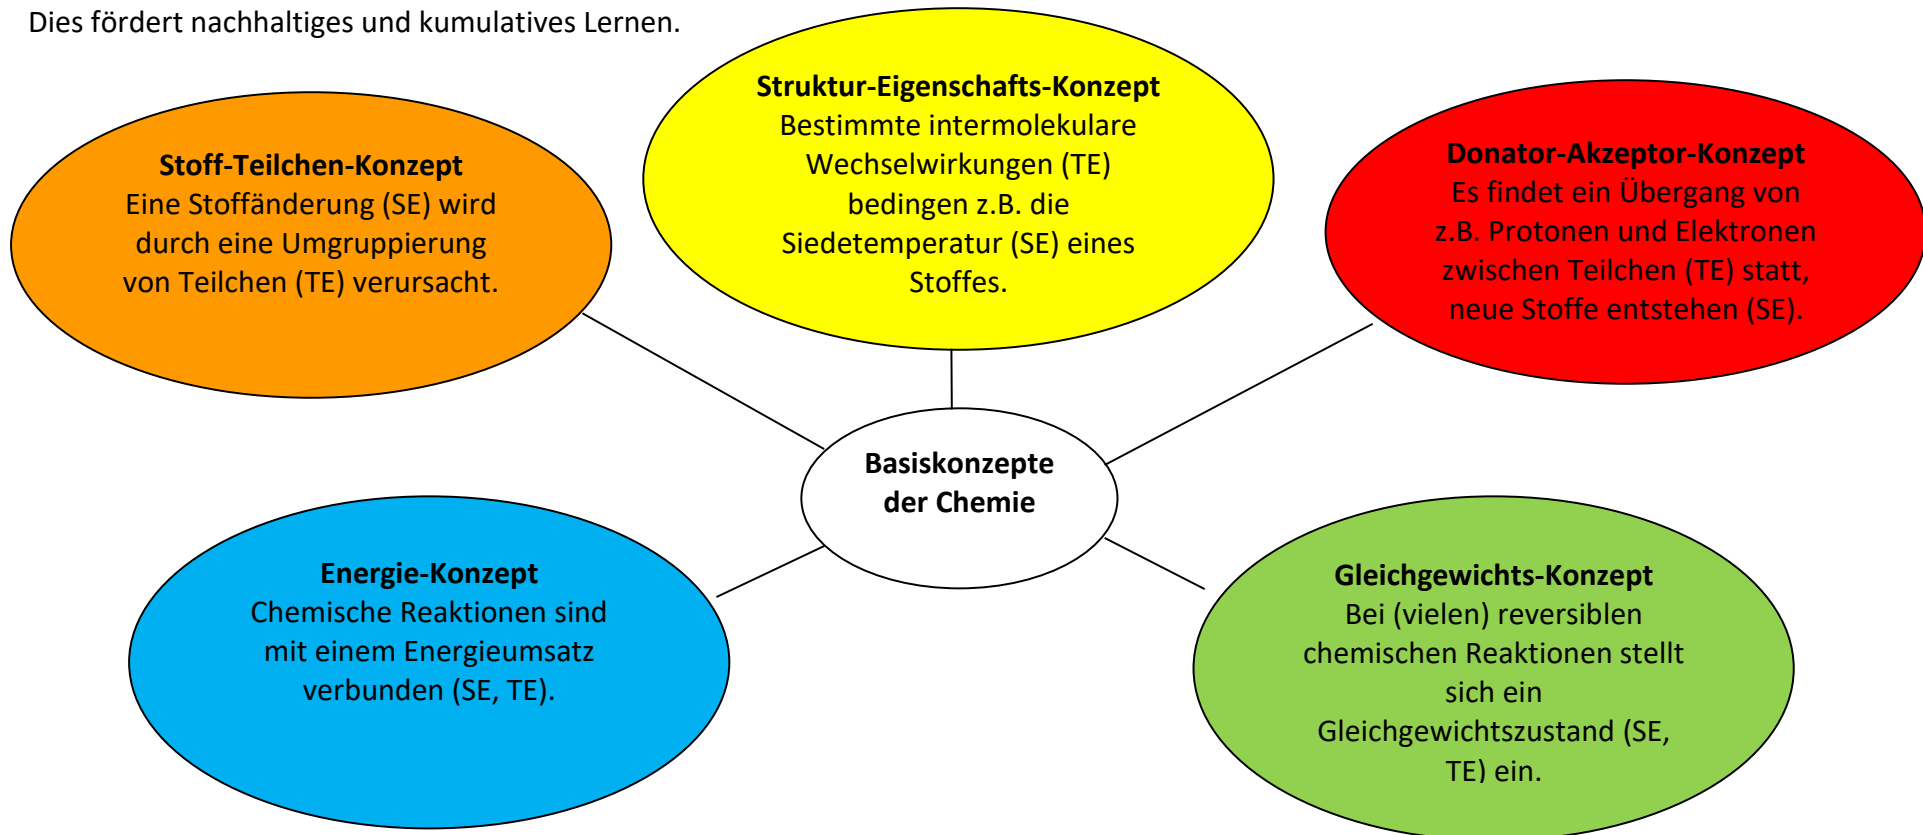 Dies fördert nachhaltiges und kumulatives Lernen.
Struktur-Eigenschafts-Konzept
Bestimmte intermolekulare
Wechselwirkungen (TE)
bedingen z.B. die
Siedetemperatur (SE) eines
Stoffes.
Stoff-Teilchen-Konzept
Eine Stoffänderung (SE) wird
durch eine Umgruppierung
von Teilchen (TE) verursacht.
Donator-Akzeptor-Konzept
Es findet ein Übergang von
z.B. Protonen und Elektronen
zwischen Teilchen (TE) statt,
neue Stoffe entstehen (SE).
Basiskonzepte
der Chemie
Energie-Konzept
Chemische Reaktionen sind
mit einem Energieumsatz
verbunden (SE, TE).
Gleichgewichts-Konzept
Bei (vielen) reversiblen
chemischen Reaktionen stellt
sich ein
Gleichgewichtszustand (SE,
TE) ein.